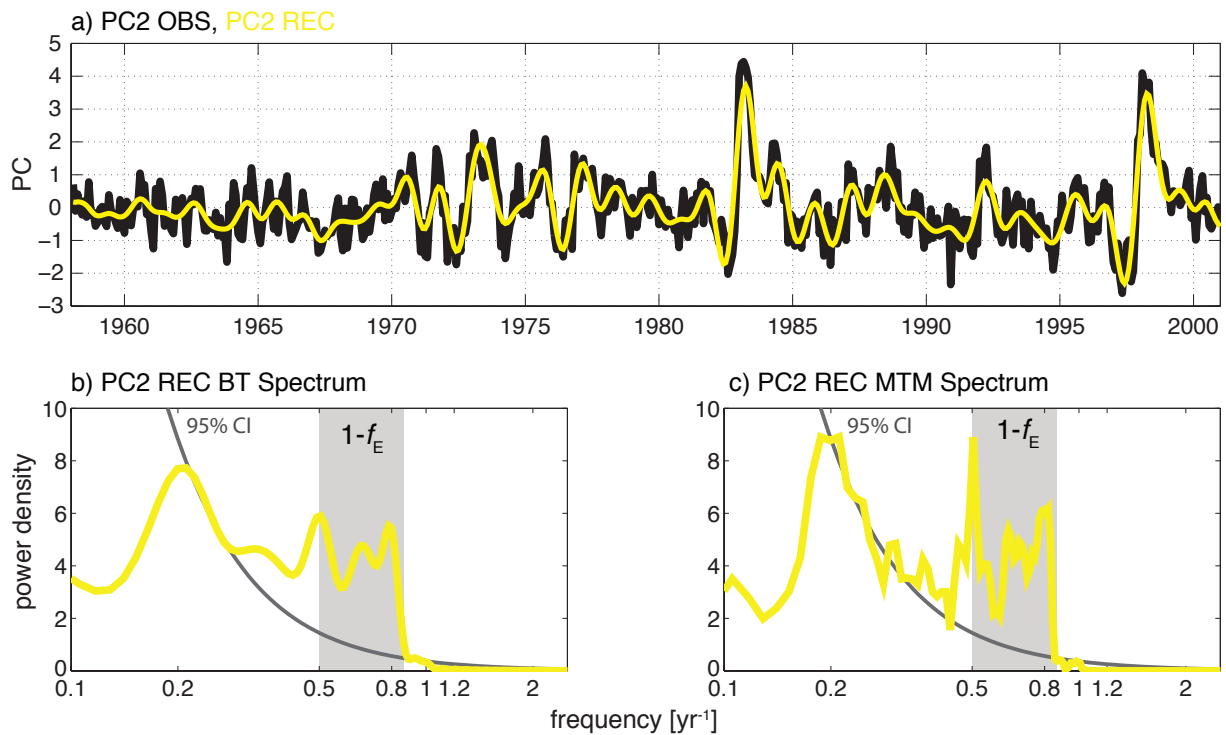 a) PC2 OBS, PC2 REC
PC
5
4
3
2
1
0
–1
–2
–3
1960 1965 1970 1975 1980 1985 1990 1995 2000
b) PC2 REC BT Spectrum
power density
10
8
6
4
2
0
95% CI
1-fE
0.1 0.2 0.5 0.8 1 1.2 2
c) PC2 REC MTM Spectrum
10
8
6
4
2
0
95% CI
1-fE
0.1 0.2 0.5 0.8 1 1.2 2
frequency [yr-1]